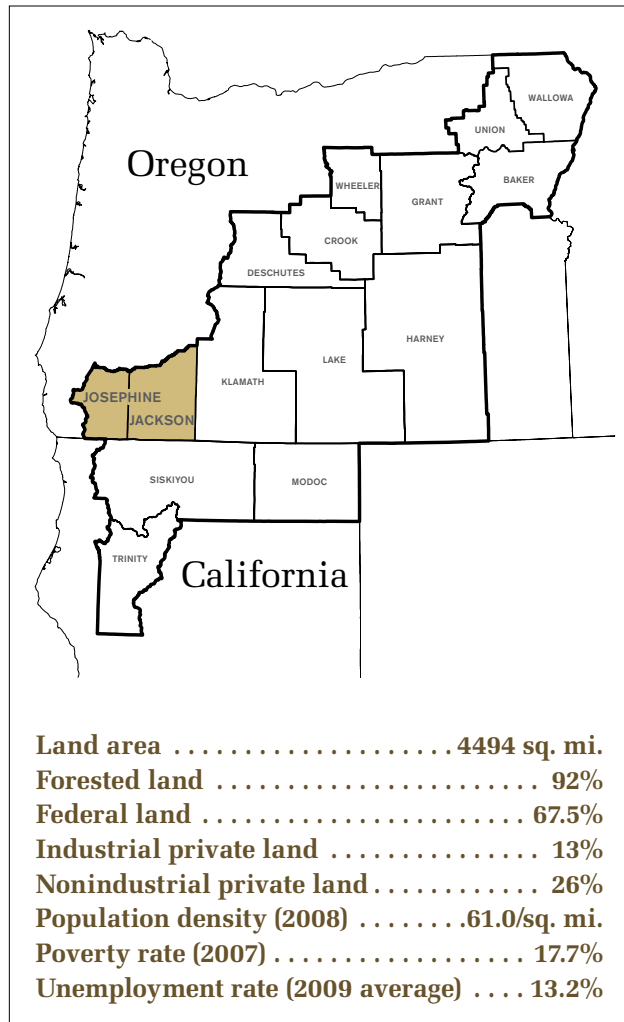 WALLOWA
UNION
Oregon
WHEELER
BAKER
GRANT
CROOK
DESCHUTES
HARNEY
LAKE
KLAMATH
JOSEPHINE
JACKSON
SISKIYOU
MODOC
TRINITY
California
Land area . . . . . . . . . . . . . . . . . . . . 4494 sq. mi.
Forested land . . . . . . . . . . . . . . . . . . . . . . . 92%
Federal land . . . . . . . . . . . . . . . . . . . . . . . 67.5%
Industrial private land . . . . . . . . . . . . . . . 13%
Nonindustrial private land . . . . . . . . . . . . 26%
Population density (2008) . . . . . . . .61.0/sq. mi.
Poverty rate (2007) . . . . . . . . . . . . . . . . . . 17.7%
Unemployment rate (2009 average) . . . . 13.2%